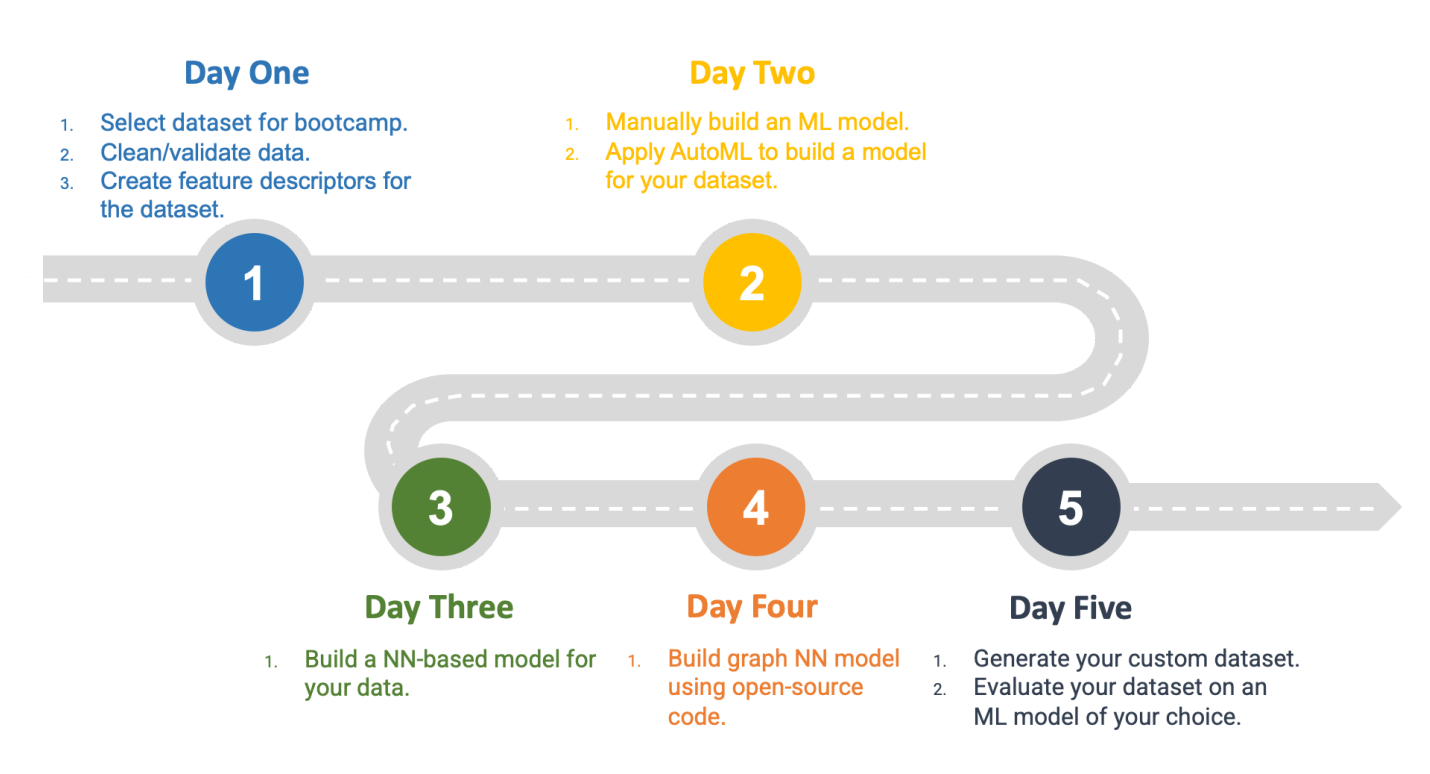 Day One
1. Select dataset for bootcamp.
2. Clean/validate data.
3. Create feature descriptors for
the dataset.
Day Two
1. Manually build an ML model.
2. Apply AutoML to build a model
for your dataset.
1
2
3
4
5
Day Three
1. Build a NN-based model for
your data.
Day Four
1. Build graph NN model
using open-source
code.
Day Five
1. Generate your custom dataset.
2. Evaluate your dataset on an
ML model of your choice.